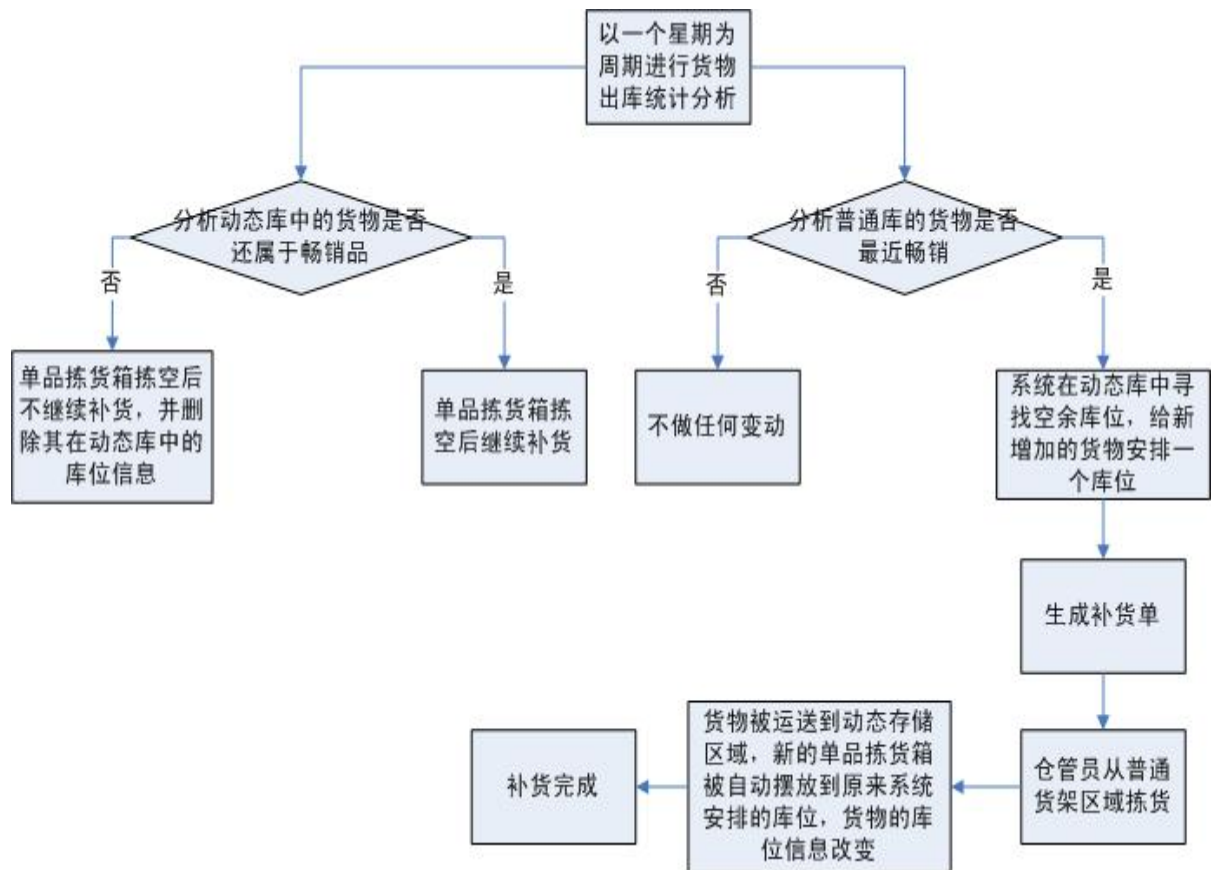 以一个星期为
周期进行货物
出库统计分析
分析动态库中的货物是否
还属于畅销品
分析普通库的货物是否
最近畅销
否
是
否
是
单品拣货箱拣空后
不继续补货，并删
除其在动态库中的
库位信息
单品拣货箱拣
空后继续补货
不做任何变动
系统在动态库中寻
找空余库位，给新
增加的货物安排一
个库位
生成补货单
仓管员从普通
货架区域拣货
货物被运送到动态存储
区域，新的单品拣货箱
被自动摆放到原来系统
安排的库位，货物的库
位信息改变
补货完成